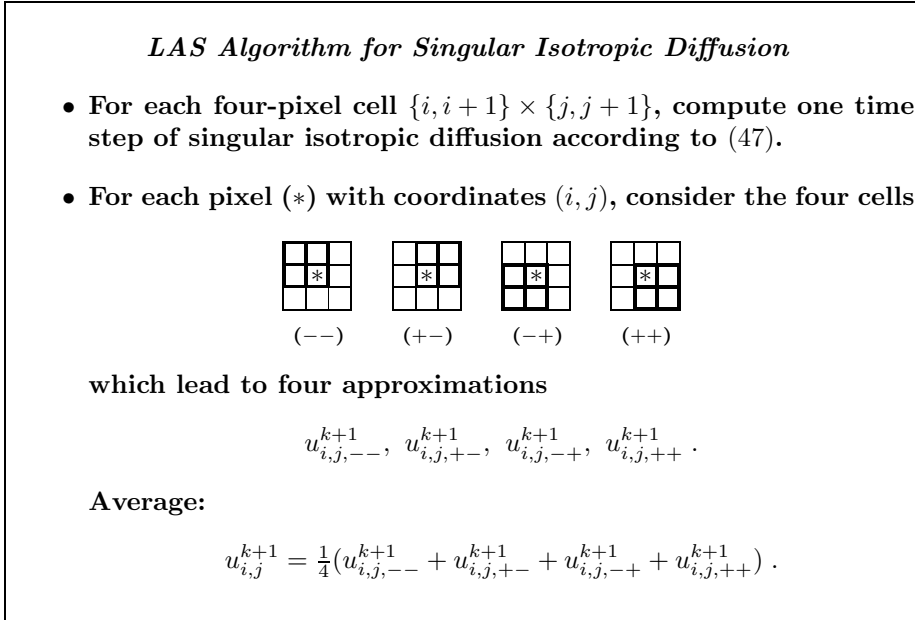 LAS Algorithm for Singular Isotropic Diffusion
• For each four-pixel cell {i, i + 1} × {j, j + 1}, compute one time
step of singular isotropic diffusion according to (47).
• For each pixel (∗) with coordinates (i, j), consider the four cells
∗ ∗ ∗ ∗
(−−) (+−) (−+) (++)
which lead to four approximations
u^{k+1}_{i,j,−−}, u^{k+1}_{i,j,+−}, u^{k+1}_{i,j,−+}, u^{k+1}_{i,j,++} .
Average:
u^{k+1}_{i,j} = \frac{1}{4}(u^{k+1}_{i,j,−−} + u^{k+1}_{i,j,+−} + u^{k+1}_{i,j,−+} + u^{k+1}_{i,j,++}) .